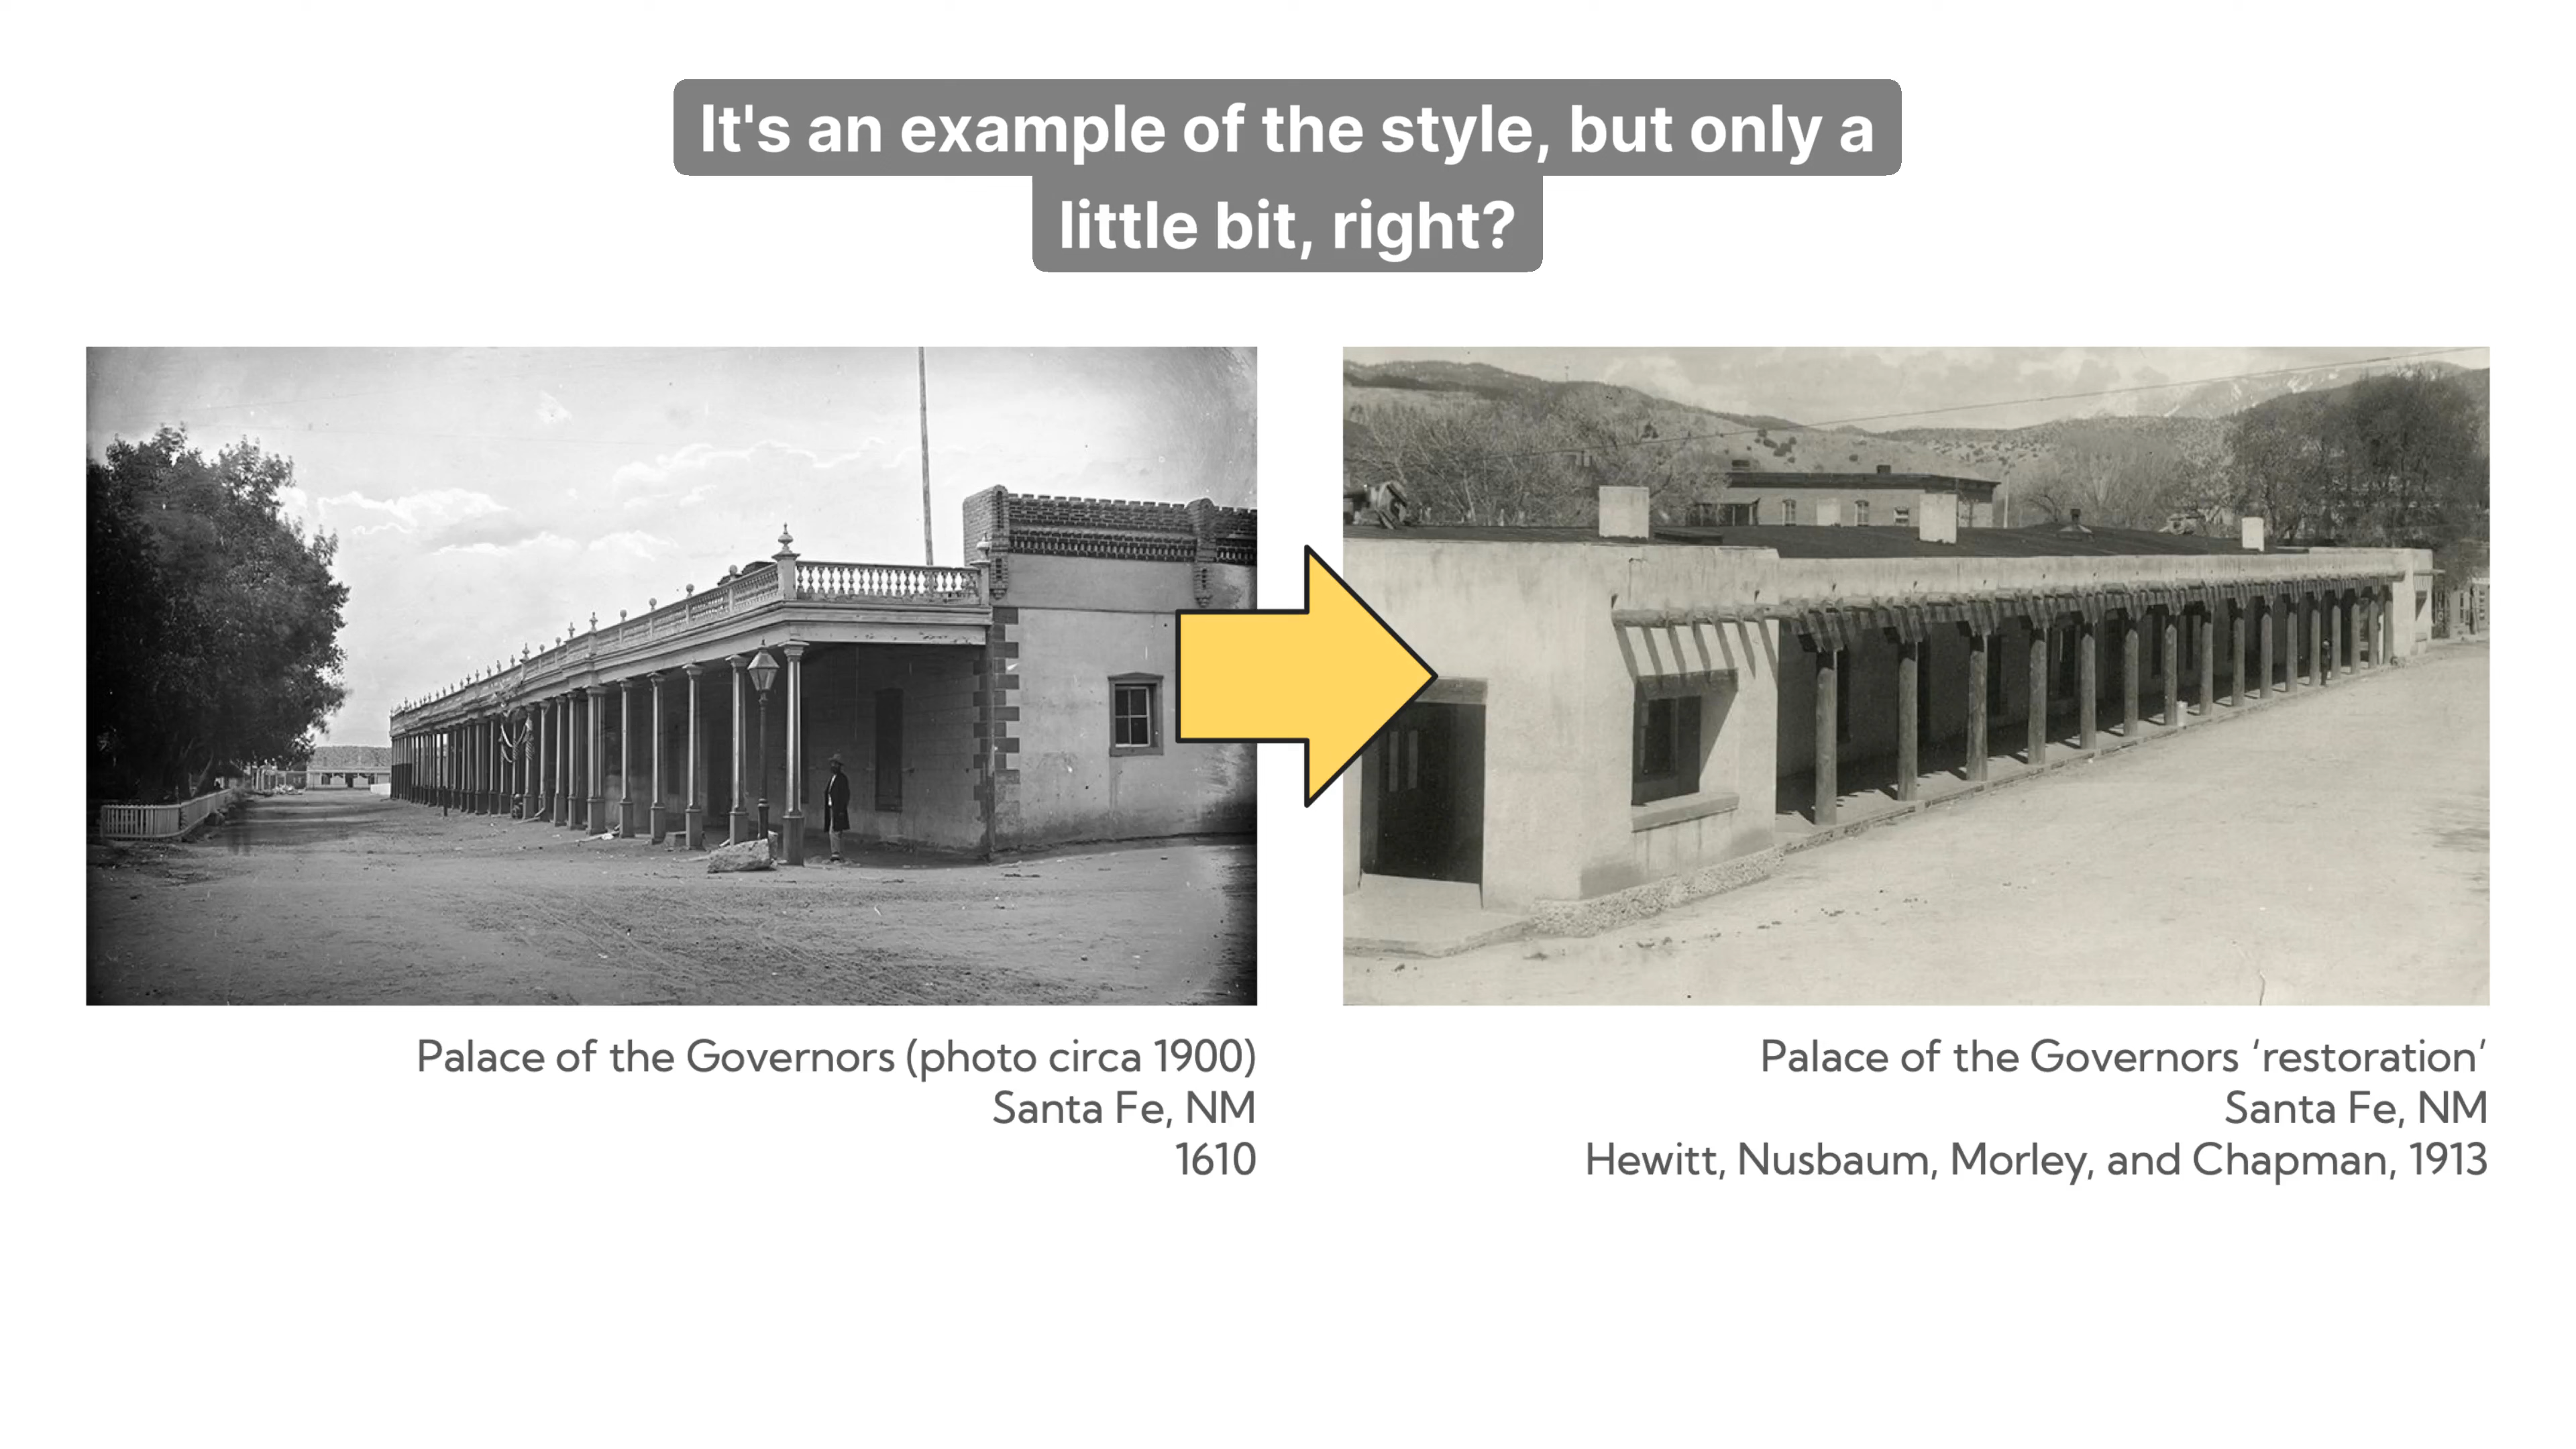 It's an example of the style, but only a
little bit, right?
Palace of the Governors (photo circa 1900)
Santa Fe, NM
1610
Palace of the Governors ‘restoration’
Santa Fe, NM
Hewitt, Nusbaum, Morley, and Chapman, 1913